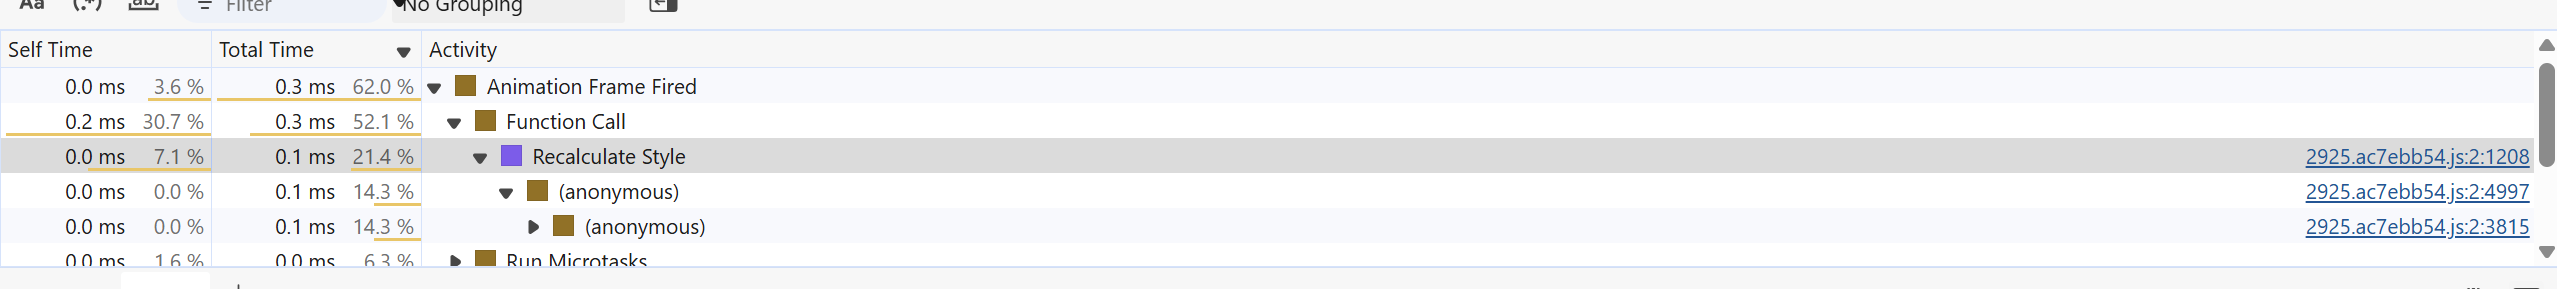 Aa (.*) ab Filter No Grouping
Self Time Total Time Activity
0.0 ms 3.6 % 0.3 ms 62.0 % Animation Frame Fired
0.2 ms 30.7 % 0.3 ms 52.1 % Function Call
0.0 ms 7.1 % 0.1 ms 21.4 % Recalculate Style 2925.ac7ebb54.js:2:1208
0.0 ms 0.0 % 0.1 ms 14.3 % (anonymous) 2925.ac7ebb54.js:2:4997
0.0 ms 0.0 % 0.1 ms 14.3 % (anonymous) 2925.ac7ebb54.js:2:3815
0.0 ms 1.6 % 0.0 ms 6.3 % Run Microtasks